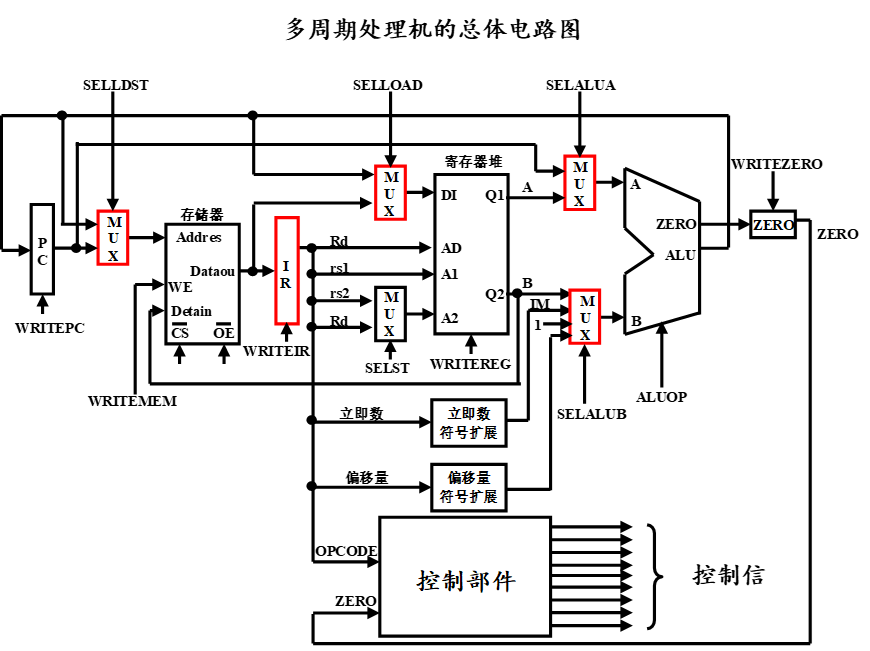 多周期处理机的总体电路图
SELLDST
SELLOAD
SELALUA
寄存器堆
WRITEZERO
MUX
DI
Q1
A
MUX
A
存储器
PC
MUX
Addres
ZERO
ZERO
ZERO
Rd
AD
ALU
Dataou
IR
rs1
A1
WE
rs2
MUX
Q2
B
IM
MUX
Detain
Rd
A2
1
B
CS
OE
WRITEPC
WRITEIR
SELST
WRITEREG
WRITEMEM
ALUOP
SELALUB
立即数
立即数
符号扩展
偏移量
偏移量
符号扩展
OPCODE
控制部件
控制信
ZERO